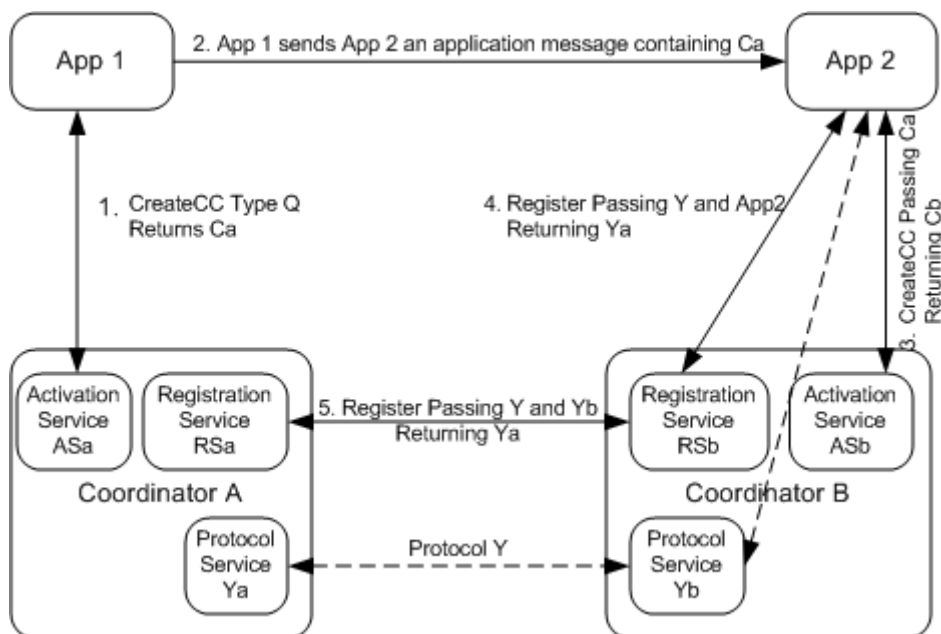 App 1
2. App 1 sends App 2 an application message containing Ca
App 2
1. CreateCC Type Q
Returns Ca
4. Register Passing Y and App2
Returning Ya
3. CreateCC Passing Ca
Returning Cb
Activation
Service
ASa
Registration
Service
RSa
5. Register Passing Y and Yb
Returning Ya
Registration
Service
RSb
Activation
Service
ASb
Coordinator A
Coordinator B
Protocol
Service
Ya
Protocol Y
Protocol
Service
Yb